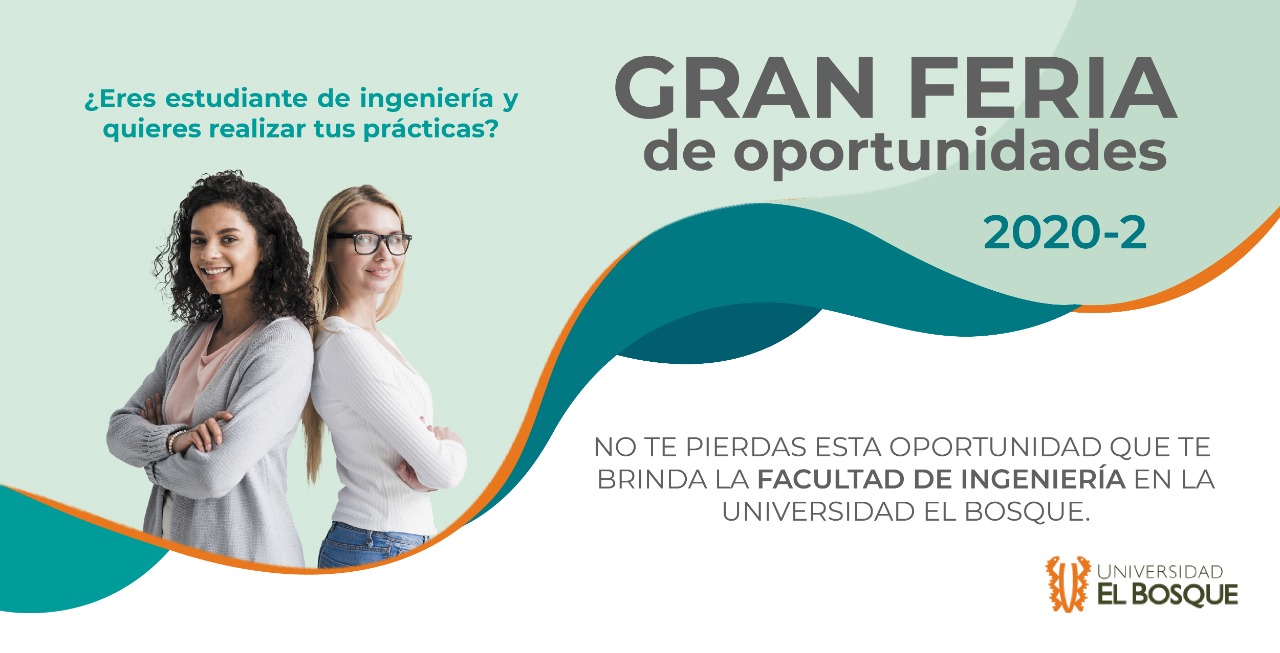 ¿Eres estudiante de ingeniería y
quieres realizar tus prácticas?
GRAN FERIA
de oportunidades
2020-2
NO TE PIERDAS ESTA OPORTUNIDAD QUE TE
BRINDA LA FACULTAD DE INGENIERÍA EN LA
UNIVERSIDAD EL BOSQUE.
UNIVERSIDAD
EL BOSQUE